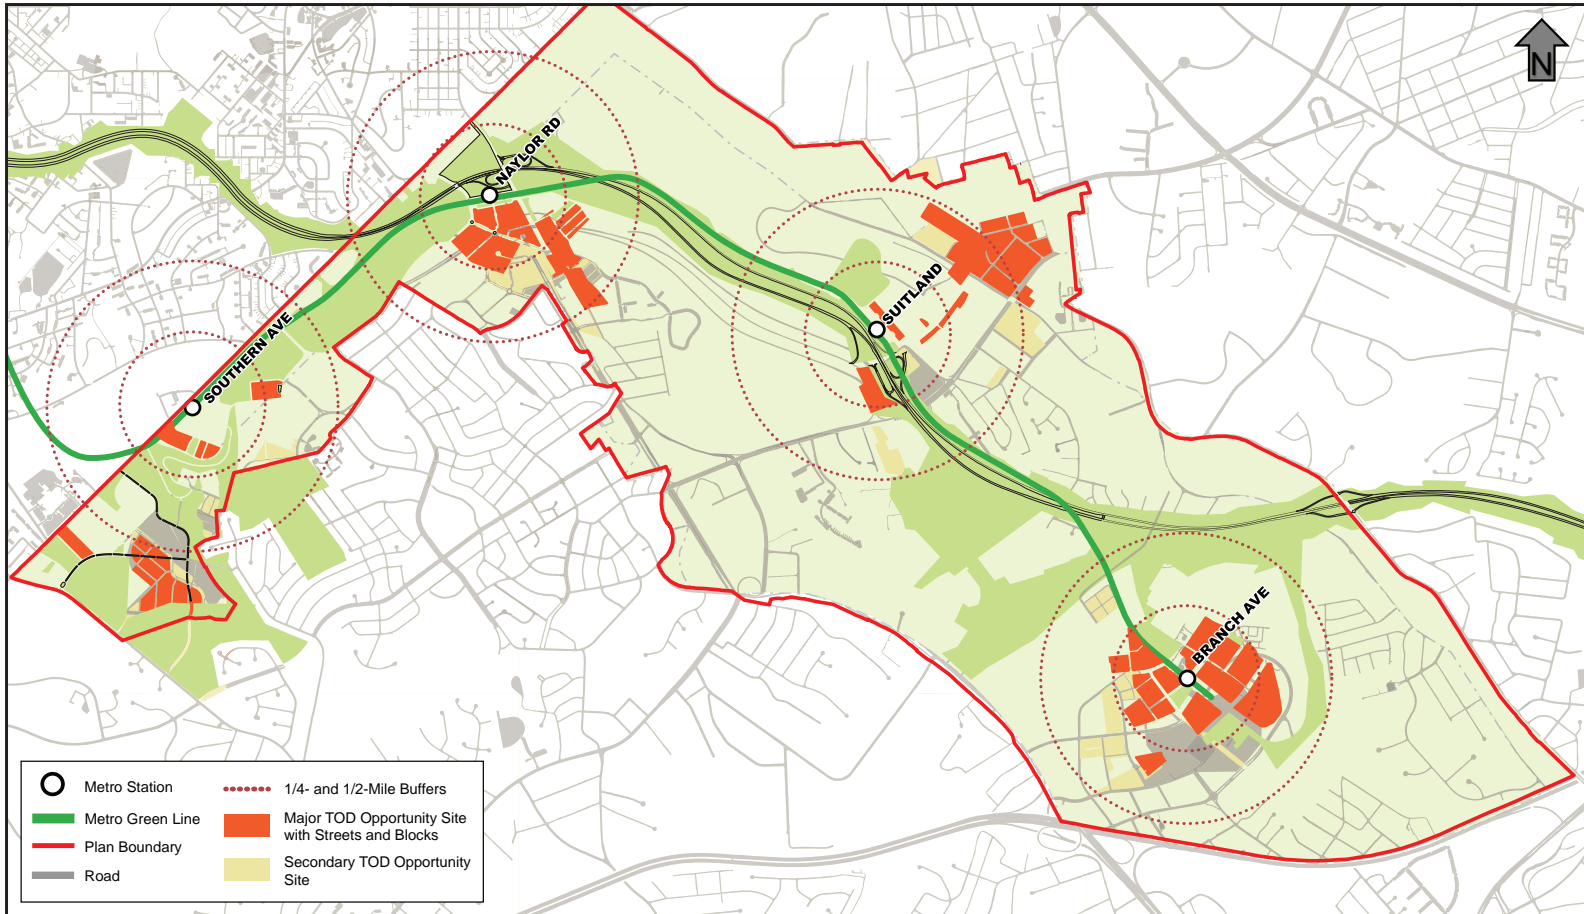 N
NAYLOR RD
SUITLAND
SOUTHERN AVE
BRANCH AVE
Metro Station
Metro Green Line
Plan Boundary
Road
1/4- and 1/2-Mile Buffers
Major TOD Opportunity Site
with Streets and Blocks
Secondary TOD Opportunity
Site